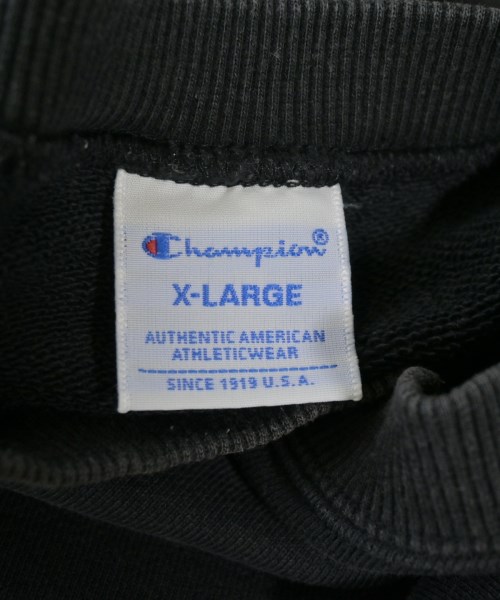 Champion®
X-LARGE
AUTHENTIC AMERICAN
ATHLETICWEAR
SINCE 1919 U.S.A.